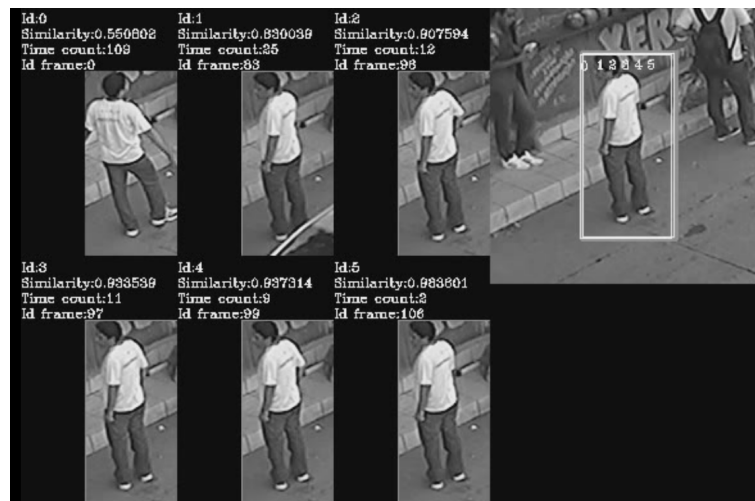 Id:0
Similarity:0.550802
Time count:109
Id frame:0
Id:1
Similarity:0.830039
Time count:25
Id frame:83
Id:2
Similarity:0.907594
Time count:12
Id frame:96
0 1 2 3 4 5
XER
Id:3
Similarity:0.933539
Time count:11
Id frame:97
Id:4
Similarity:0.937314
Time count:9
Id frame:99
Id:5
Similarity:0.983601
Time count:2
Id frame:106